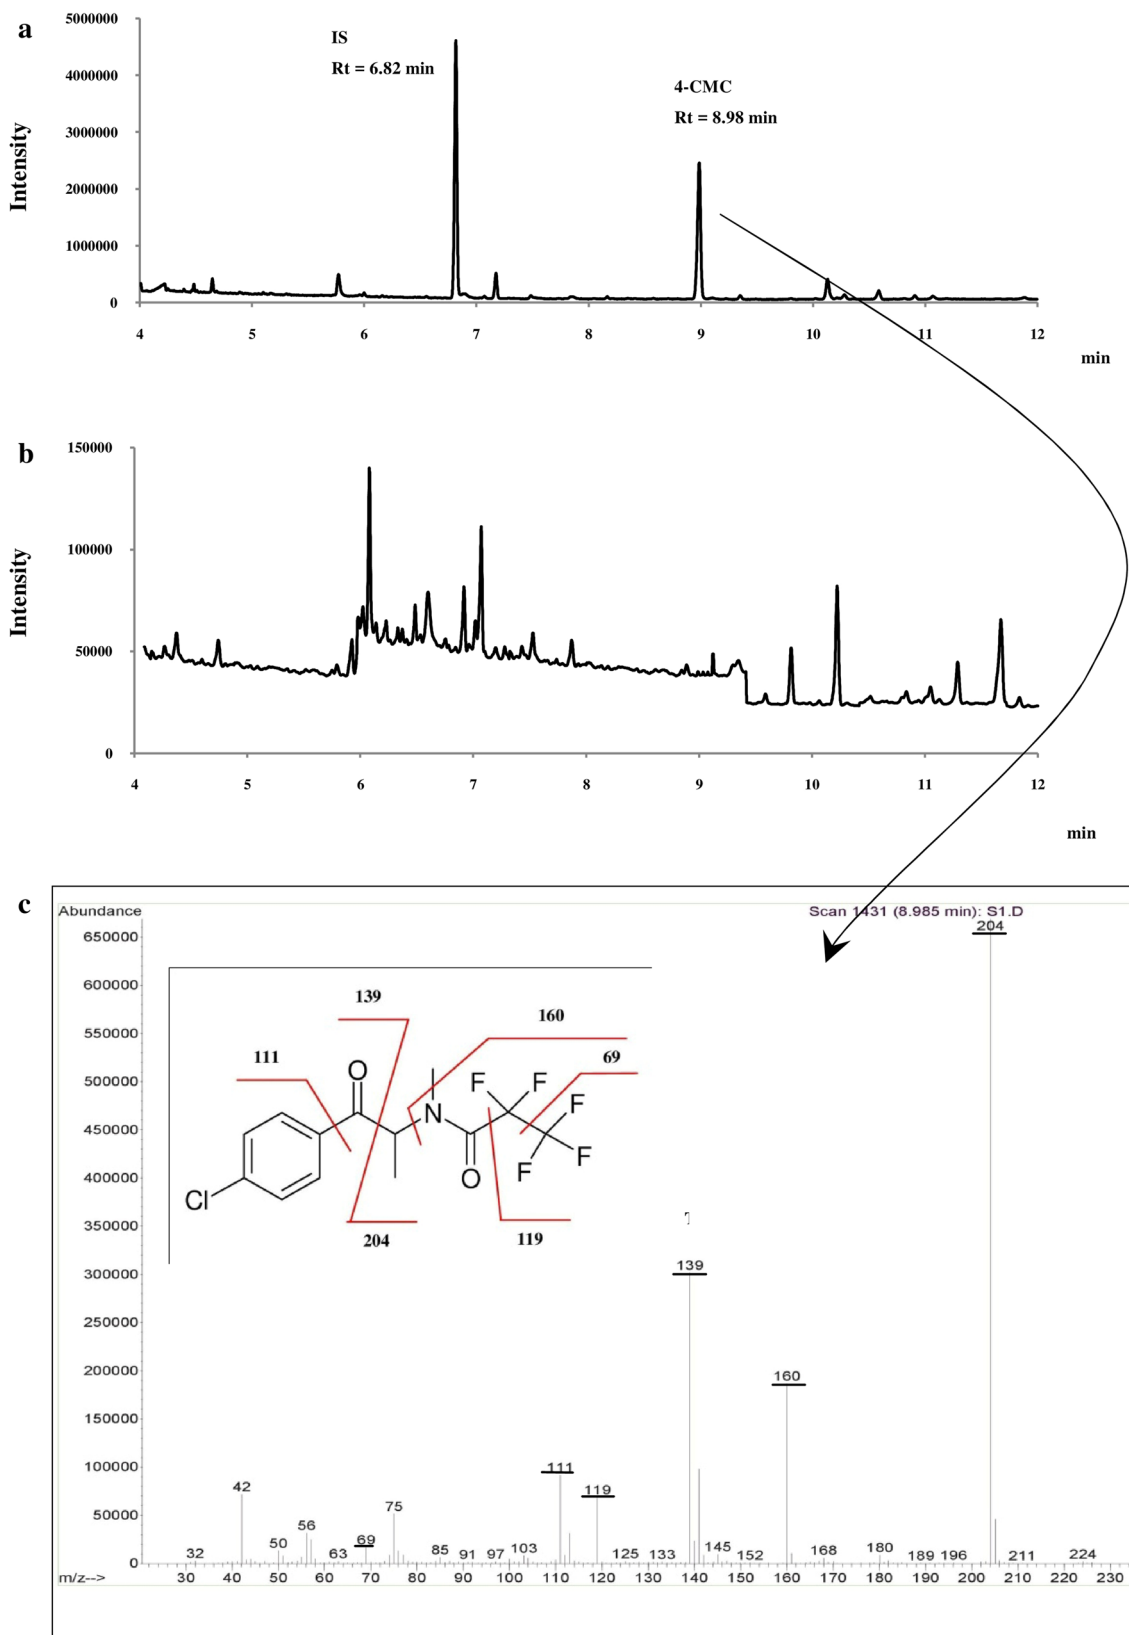 a
5000000
IS
Rt = 6.82 min
4000000
4-CMC
Rt = 8.98 min
3000000
Intensity
2000000
1000000
0
4 5 6 7 8 9 10 11 12
min
b
150000
100000
Intensity
50000
0
4 5 6 7 8 9 10 11 12
min
c
Abundance
Scan 1431 (8.985 min): S1.D
204
650000
600000
550000
500000
450000
400000
350000
300000
250000
200000
150000
100000
50000
0
139
160
111
69
O
F F
N
F
F
F
O
Cl
204
119
139
160
111
119
42
75
56
32 50 63 69 85 91 97 103 125 133 145 152 168 180 189 196 211 224
m/z-->
30 40 50 60 70 80 90 100 110 120 130 140 150 160 170 180 190 200 210 220 230